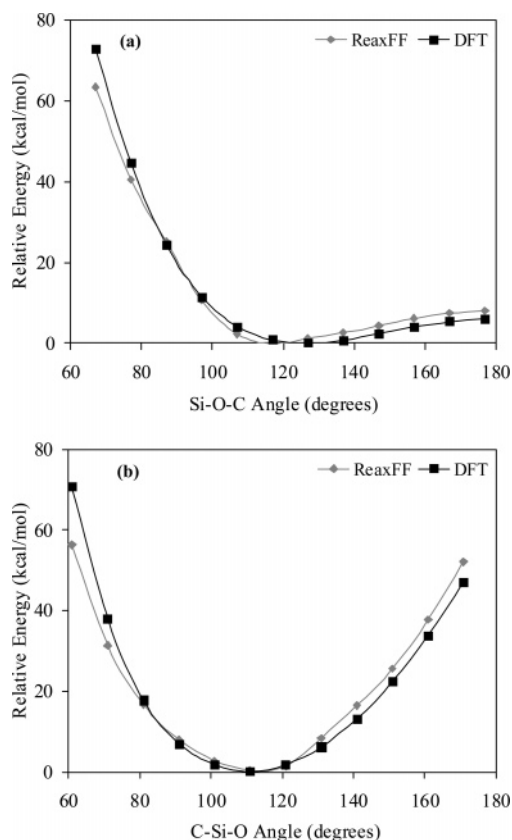 80
(a)
ReaxFF
DFT
60
40
20
0
Relative Energy (kcal/mol)
60 80 100 120 140 160 180
Si-O-C Angle (degrees)
80
(b)
ReaxFF
DFT
60
40
20
0
Relative Energy (kcal/mol)
60 80 100 120 140 160 180
C-Si-O Angle (degrees)